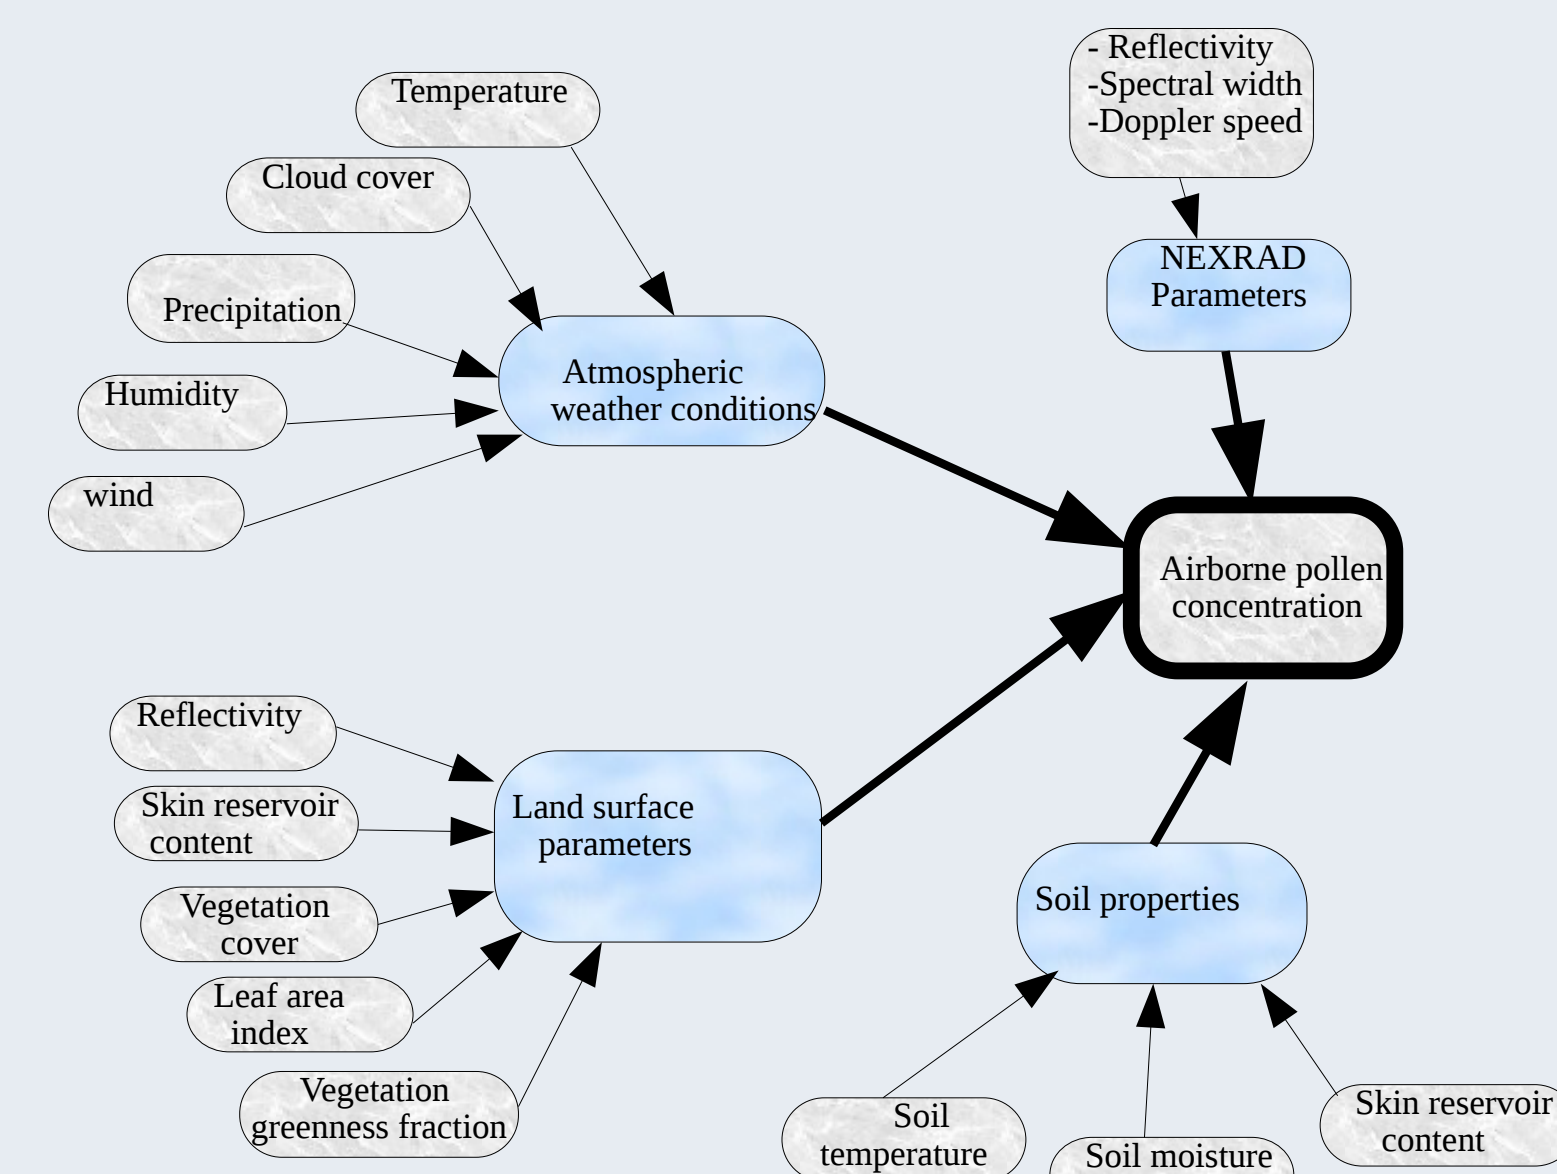 - Reflectivity
-Spectral width
-Doppler speed
Temperature
Cloud cover
NEXRAD
Parameters
Precipitation
Atmospheric
weather conditions
Humidity
wind
Airborne pollen
concentration
Reflectivity
Skin reservoir
content
Land surface
parameters
Vegetation
cover
Soil properties
Leaf area
index
Vegetation
greenness fraction
Soil
temperature
Soil moisture
Skin reservoir
content